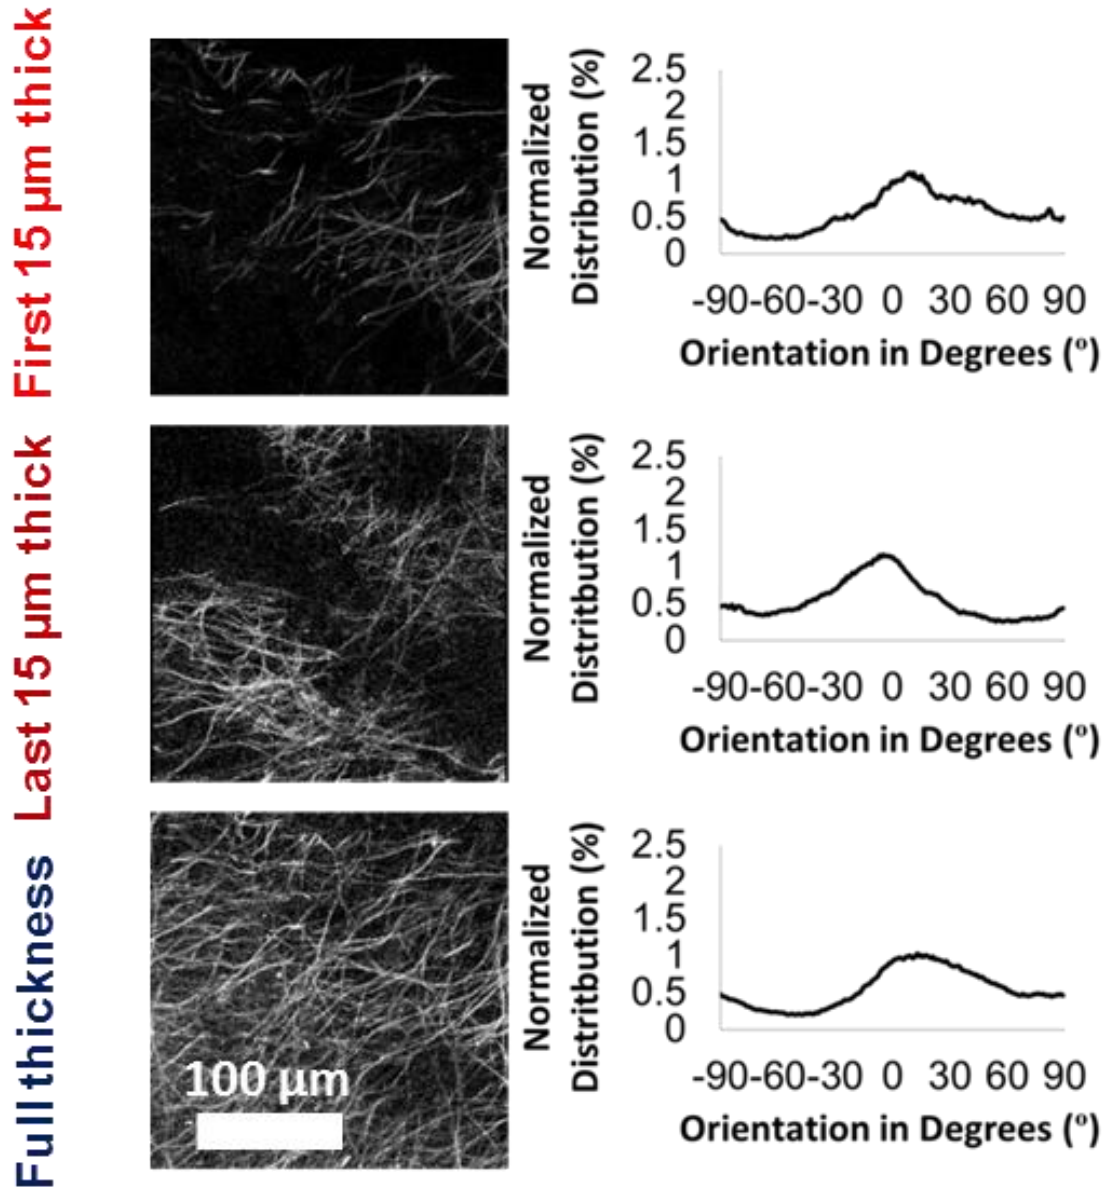 First 15 µm thick
Normalized
Distribution (%)
2.5
2
1.5
1
0.5
0
-90-60-30 0 30 60 90
Orientation in Degrees (°)
Last 15 µm thick
Normalized
Distritbution (%)
2.5
2
1.5
1
0.5
0
-90-60-30 0 30 60 90
Orientation in Degrees (°)
Full thickness
100 µm
Normalized
Distribution (%)
2.5
2
1.5
1
0.5
0
-90-60-30 0 30 60 90
Orientation in Degrees (°)